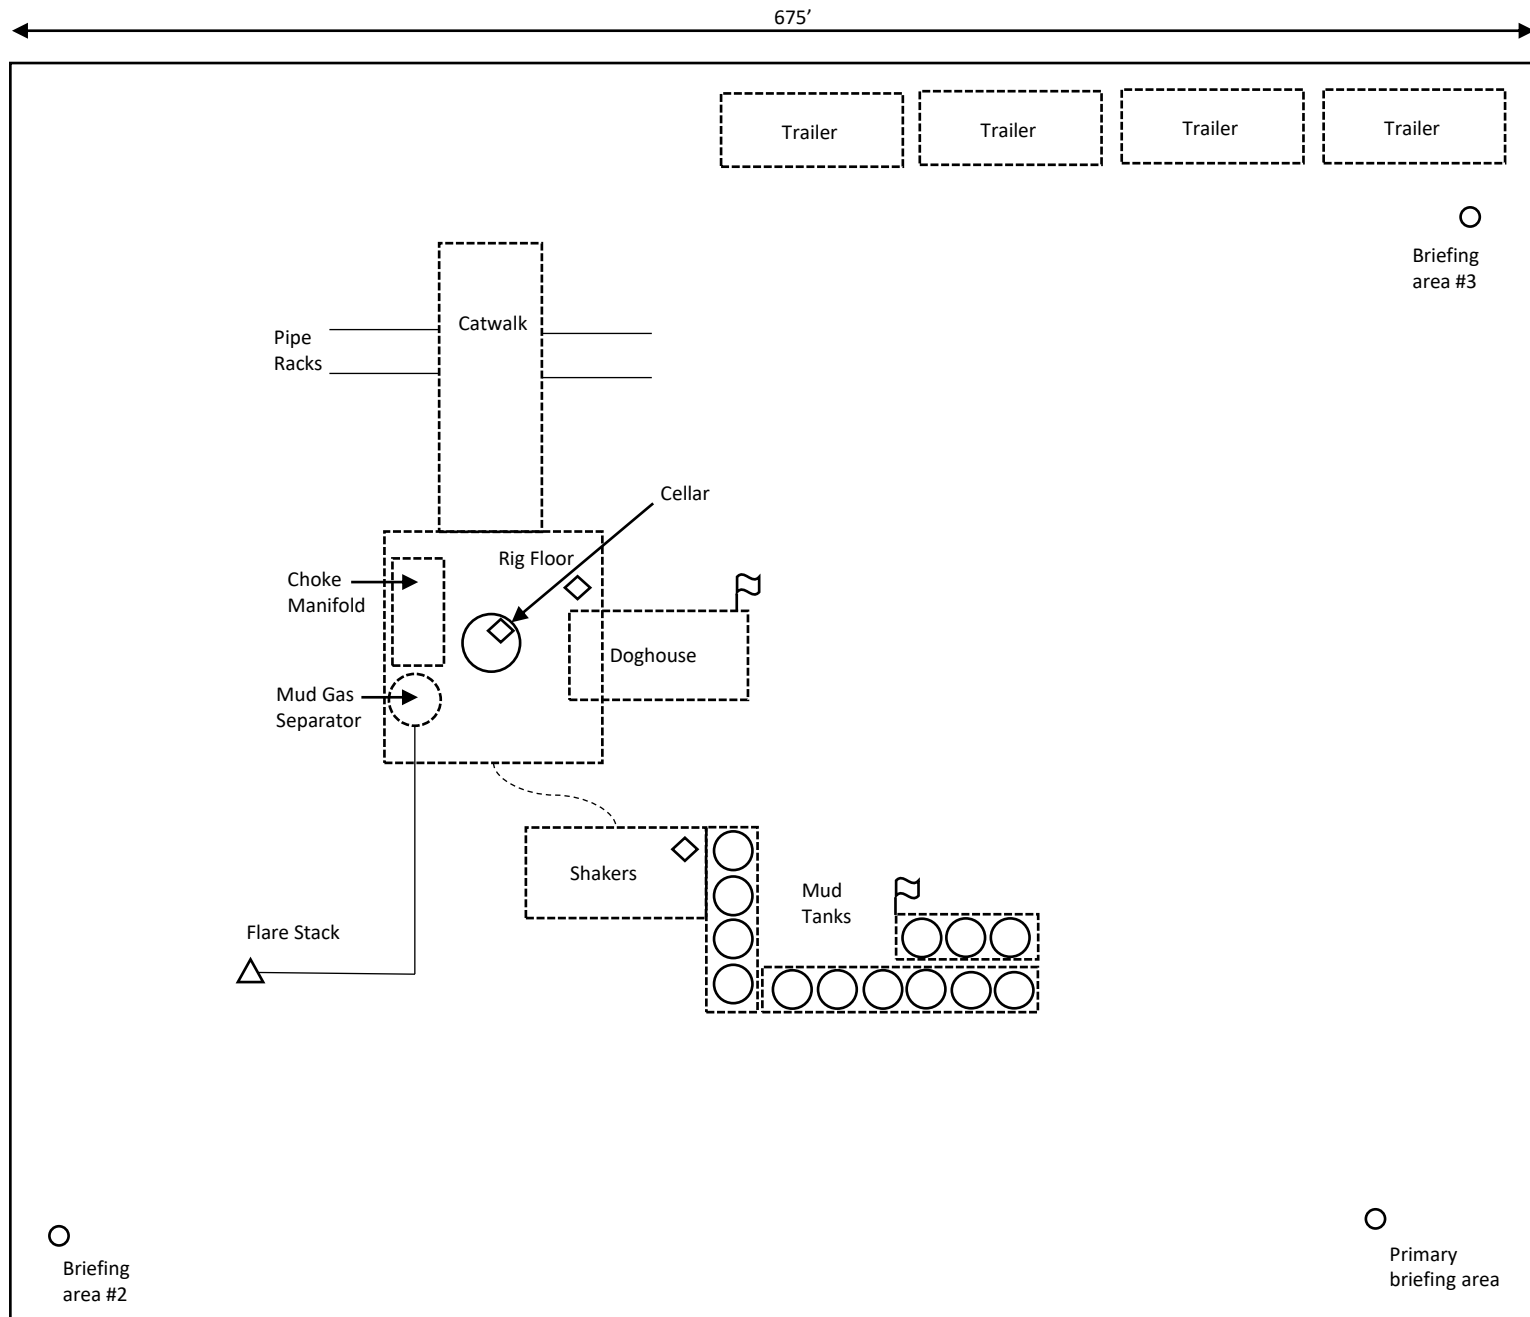 675’
Trailer
Trailer
Trailer
Trailer
Briefing
area #3
Catwalk
Pipe
Racks
Cellar
Rig Floor
Choke
Manifold
Doghouse
Mud Gas
Separator
Shakers
Mud
Tanks
Flare Stack
Primary
briefing area
Briefing
area #2